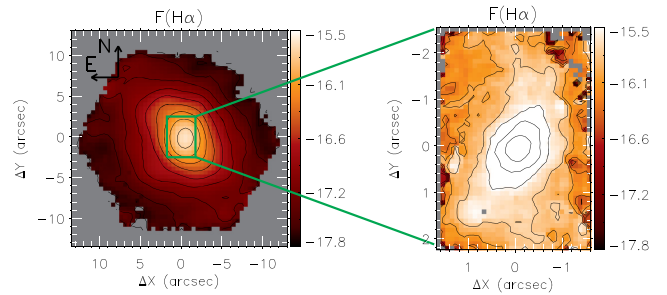 F(Hα)
N
E
10
5
0
−5
−10
ΔY (arcsec)
10 5 0 −5 −10
ΔX (arcsec)
−15.5
−16.1
−16.6
−17.2
−17.8
F(Hα)
−2
−1
0
1
2
ΔY (arcsec)
1 0 −1
ΔX (arcsec)
−15.5
−16.1
−16.6
−17.2
−17.8